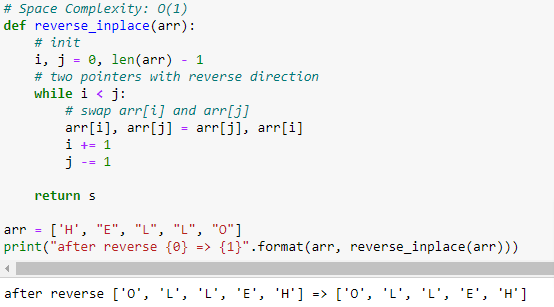 # Space Complexity: O(1)
def reverse_inplace(arr):
    # init
    i, j = 0, len(arr) - 1
    # two pointers with reverse direction
    while i < j:
        # swap arr[i] and arr[j]
        arr[i], arr[j] = arr[j], arr[i]
        i += 1
        j -= 1

    return s

arr = ['H', "E", "L", "L", "O"]
print("after reverse {0} => {1}".format(arr, reverse_inplace(arr)))
after reverse ['O', 'L', 'L', 'E', 'H'] => ['O', 'L', 'L', 'E', 'H']